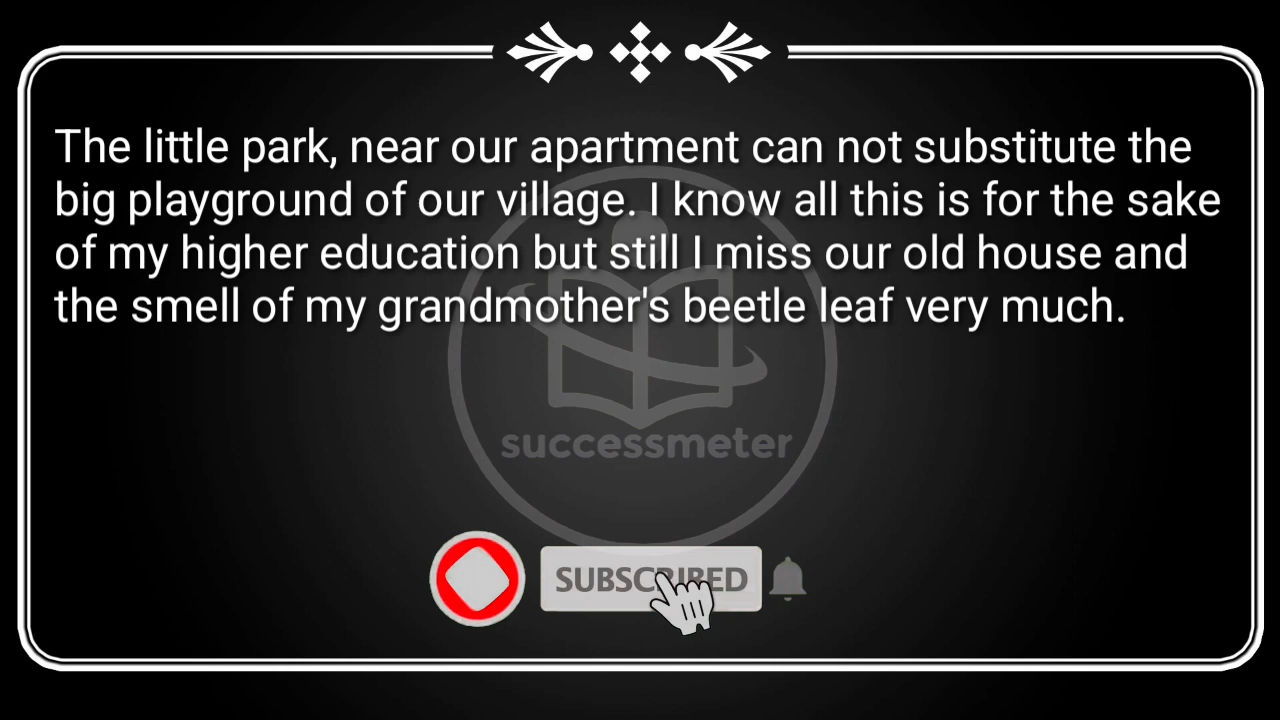 The little park, near our apartment can not substitute the
big playground of our village. I know all this is for the sake
of my higher education but still I miss our old house and
the smell of my grandmother's beetle leaf very much.
successmeter
SUBSCRIBED